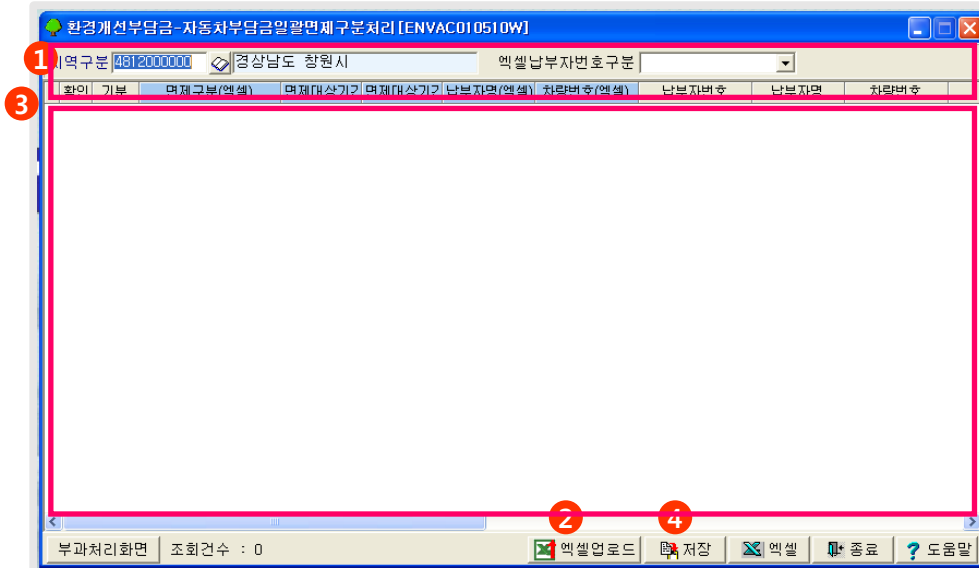 환경개선부담금-자동차부담금일괄면제구분처리 [ENVAC010510W]
1
지역구분 4812000000 경상남도 창원시 엑셀납부자번호구분
3
확인 기분 면제구분(엑셀) 면제대상기간 면제대상기간 납부자명(엑셀) 차량번호(엑셀) 납부자번호 납부자명 차량번호
2 4
부과처리화면 조회건수 : 0 엑셀업로드 저장 엑셀 종료 ? 도움말